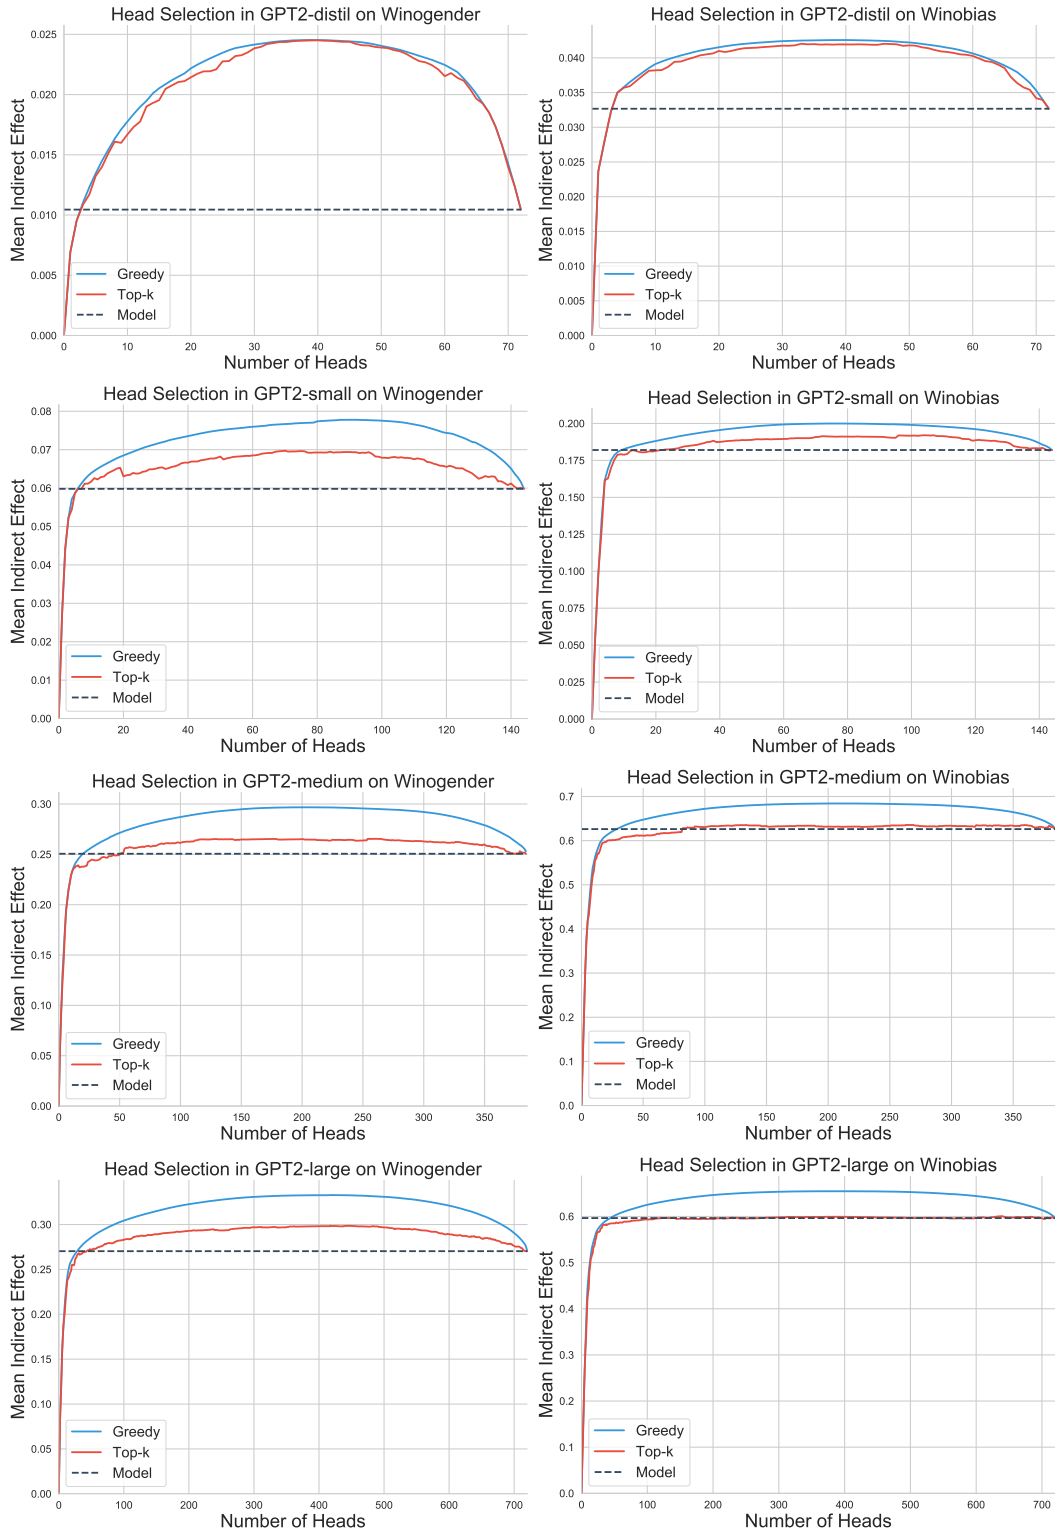 Head Selection in GPT2-distil on Winogender
Mean Indirect Effect
0.025
0.020
0.015
0.010
0.005
0.000
Greedy
Top-k
Model
0 10 20 30 40 50 60 70
Number of Heads
Head Selection in GPT2-distil on Winobias
Mean Indirect Effect
0.040
0.035
0.030
0.025
0.020
0.015
0.010
0.005
0.000
Greedy
Top-k
Model
0 10 20 30 40 50 60 70
Number of Heads
Head Selection in GPT2-small on Winogender
Mean Indirect Effect
0.08
0.07
0.06
0.05
0.04
0.03
0.02
0.01
0.00
Greedy
Top-k
Model
0 20 40 60 80 100 120 140
Number of Heads
Head Selection in GPT2-small on Winobias
Mean Indirect Effect
0.200
0.175
0.150
0.125
0.100
0.075
0.050
0.025
0.000
Greedy
Top-k
Model
0 20 40 60 80 100 120 140
Number of Heads
Head Selection in GPT2-medium on Winogender
Mean Indirect Effect
0.30
0.25
0.20
0.15
0.10
0.05
0.00
Greedy
Top-k
Model
0 50 100 150 200 250 300 350
Number of Heads
Head Selection in GPT2-medium on Winobias
Mean Indirect Effect
0.7
0.6
0.5
0.4
0.3
0.2
0.1
0.0
Greedy
Top-k
Model
0 50 100 150 200 250 300 350
Number of Heads
Head Selection in GPT2-large on Winogender
Mean Indirect Effect
0.30
0.25
0.20
0.15
0.10
0.05
0.00
Greedy
Top-k
Model
0 100 200 300 400 500 600 700
Number of Heads
Head Selection in GPT2-large on Winobias
Mean Indirect Effect
0.6
0.5
0.4
0.3
0.2
0.1
0.0
Greedy
Top-k
Model
0 100 200 300 400 500 600 700
Number of Heads